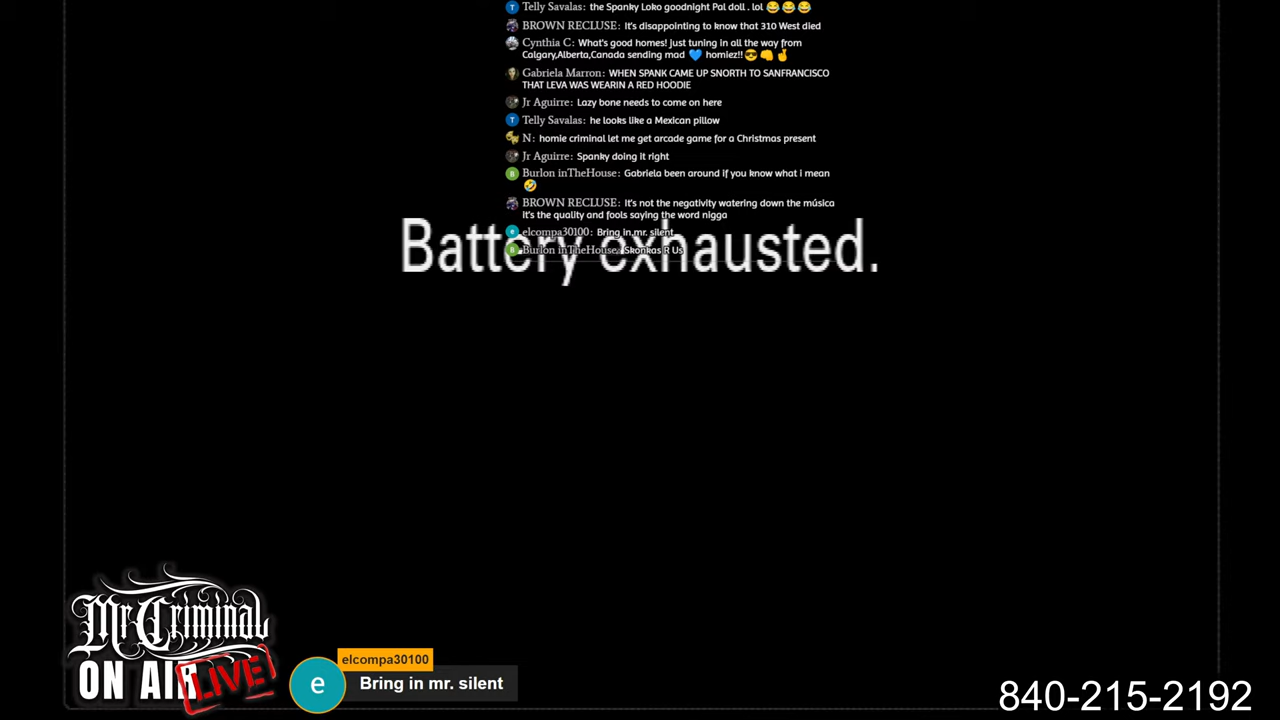 Telly Savalas: the Spanky Loko goodnight Pal doll . lol 😂 😂 😂
BROWN RECLUSE: It's disappointing to know that 310 West died
Cynthia C: What's good homes! just tuning in all the way from
Calgary,Alberta,Canada sending mad 💙 homiez!!😎👊🤞
Gabriela Marron: WHEN SPANK CAME UP SNORTH TO SANFRANCISCO
THAT LEVA WAS WEARIN A RED HOODIE
Jr Aguirre: Lazy bone needs to come on here
Telly Savalas: he looks like a Mexican pillow
N: homie criminal let me get arcade game for a Christmas present
Jr Aguirre: Spanky doing it right
Burlon inTheHouse: Gabriela been around if you know what i mean
🤣
BROWN RECLUSE: It's not the negativity watering down the música
It's the quality and fools saying the word nigga
elcompa30100: Bring in mr. silent
Burlon inTheHouse: Skonkas R Us
Battery exhausted.
Mr Criminal
ON AIR
LIVE!
elcompa30100
e
Bring in mr. silent
840-215-2192